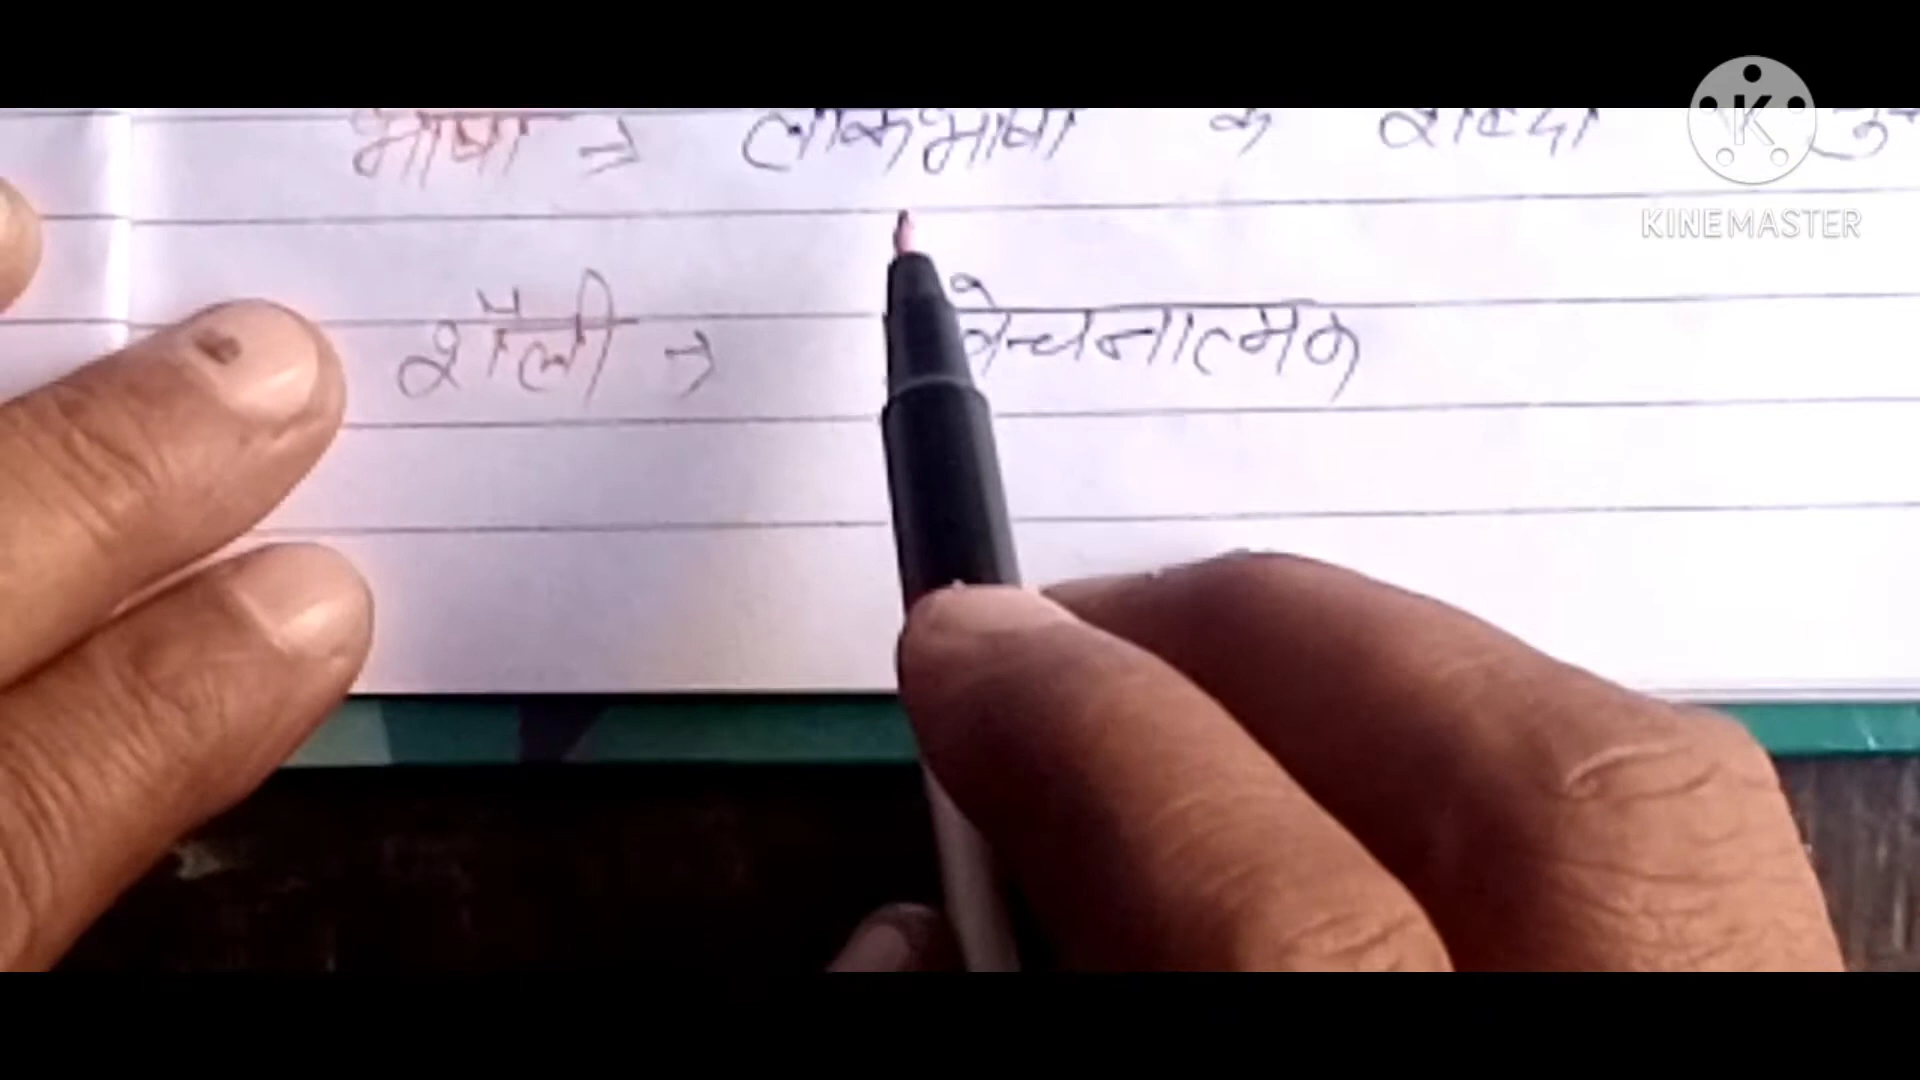 भाषा → लोकभाषा के शब्दों
शैली → वेचनात्मक
KINEMASTER